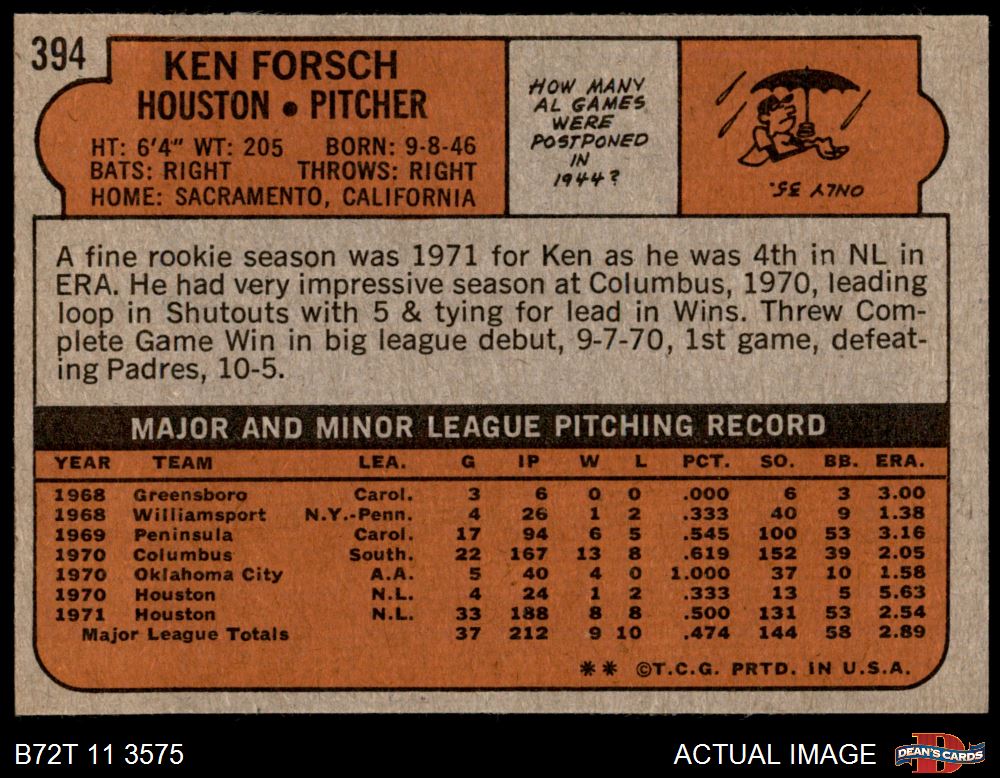 394
KEN FORSCH
HOUSTON • PITCHER
HT: 6'4" WT: 205 BORN: 9-8-46
BATS: RIGHT THROWS: RIGHT
HOME: SACRAMENTO, CALIFORNIA
HOW MANY
AL GAMES
WERE
POSTPONED
IN
1944?
ONLY 35.
A fine rookie season was 1971 for Ken as he was 4th in NL in
ERA. He had very impressive season at Columbus, 1970, leading
loop in Shutouts with 5 & tying for lead in Wins. Threw Com-
plete Game Win in big league debut, 9-7-70, 1st game, defeat-
ing Padres, 10-5.
MAJOR AND MINOR LEAGUE PITCHING RECORD
YEAR TEAM LEA. G IP W L PCT. SO. BB. ERA.
1968 Greensboro Carol. 3 6 0 0 .000 6 3 3.00
1968 Williamsport N.Y.-Penn. 4 26 1 2 .333 40 9 1.38
1969 Peninsula Carol. 17 94 6 5 .545 100 53 3.16
1970 Columbus South. 22 167 13 8 .619 152 39 2.05
1970 Oklahoma City A.A. 5 40 4 0 1.000 37 10 1.58
1970 Houston N.L. 4 24 1 2 .333 13 5 5.63
1971 Houston N.L. 33 188 8 8 .500 131 53 2.54
Major League Totals 37 212 9 10 .474 144 58 2.89
** ©T.C.G. PRTD. IN U.S.A.
B72T 11 3575
ACTUAL IMAGE
DEAN'S CARDS